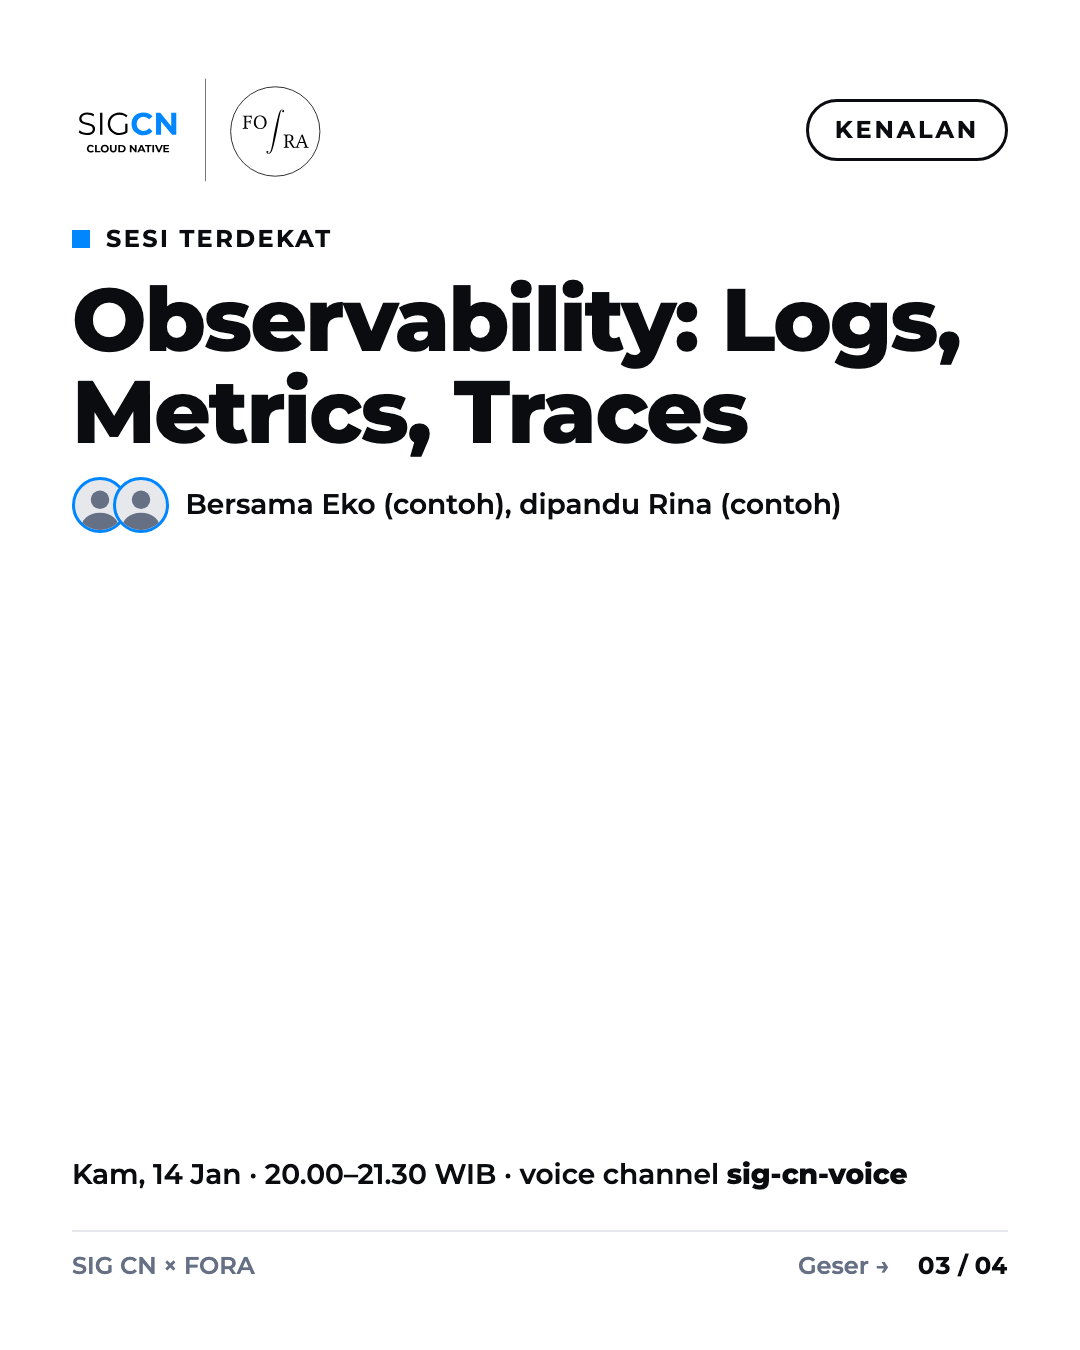 SIGCN
CLOUD NATIVE
FO
RA
KENALAN
SESI TERDEKAT
Observability: Logs,
Metrics, Traces
Bersama Eko (contoh), dipandu Rina (contoh)
Kam, 14 Jan · 20.00–21.30 WIB · voice channel sig-cn-voice
SIG CN × FORA
Geser → 03 / 04